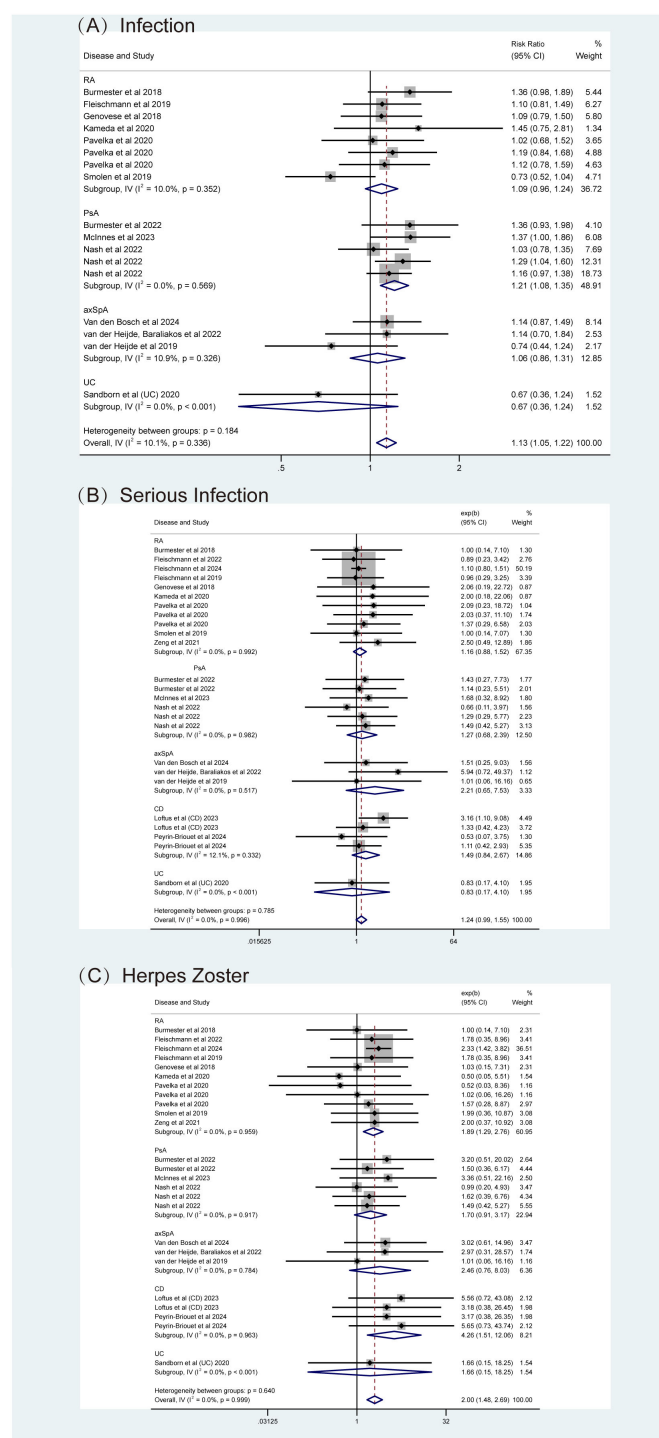 (A) Infection
Risk Ratio %
Disease and Study (95% CI) Weight
RA
Burmester et al 2018 1.36 (0.98, 1.89) 5.44
Fleischmann et al 2019 1.10 (0.81, 1.49) 6.27
Genovese et al 2018 1.09 (0.79, 1.50) 5.80
Kameda et al 2020 1.45 (0.75, 2.81) 1.34
Pavelka et al 2020 1.02 (0.68, 1.52) 3.65
Pavelka et al 2020 1.19 (0.84, 1.68) 4.88
Pavelka et al 2020 1.12 (0.78, 1.59) 4.63
Smolen et al 2019 0.73 (0.52, 1.04) 4.71
Subgroup, IV (I² = 10.0%, p = 0.352) 1.09 (0.96, 1.24) 36.72
PsA
Burmester et al 2022 1.36 (0.93, 1.98) 4.10
McInnes et al 2023 1.37 (1.00, 1.86) 6.08
Nash et al 2022 1.03 (0.78, 1.35) 7.69
Nash et al 2022 1.29 (1.04, 1.60) 12.31
Nash et al 2022 1.16 (0.97, 1.38) 18.73
Subgroup, IV (I² = 0.0%, p = 0.569) 1.21 (1.08, 1.35) 48.91
axSpA
Van den Bosch et al 2024 1.14 (0.87, 1.49) 8.14
van der Heijde, Baraliakos et al 2022 1.14 (0.70, 1.84) 2.53
van der Heijde et al 2019 0.74 (0.44, 1.24) 2.17
Subgroup, IV (I² = 10.9%, p = 0.326) 1.06 (0.86, 1.31) 12.85
UC
Sandborn et al (UC) 2020 0.67 (0.36, 1.24) 1.52
Subgroup, IV (I² = 0.0%, p < 0.001) 0.67 (0.36, 1.24) 1.52
Heterogeneity between groups: p = 0.184
Overall, IV (I² = 10.1%, p = 0.336) 1.13 (1.05, 1.22) 100.00
.5 1 2
(B) Serious Infection
exp(b) %
Disease and Study (95% CI) Weight
RA
Burmester et al 2018 1.00 (0.14, 7.10) 1.30
Fleischmann et al 2022 0.89 (0.23, 3.42) 2.76
Fleischmann et al 2024 1.10 (0.80, 1.51) 50.19
Fleischmann et al 2019 0.96 (0.29, 3.25) 3.39
Genovese et al 2018 2.06 (0.19, 22.72) 0.87
Kameda et al 2020 2.00 (0.18, 22.06) 0.87
Pavelka et al 2020 2.09 (0.23, 18.72) 1.04
Pavelka et al 2020 2.03 (0.37, 11.10) 1.74
Pavelka et al 2020 1.37 (0.29, 6.58) 2.03
Smolen et al 2019 1.00 (0.14, 7.07) 1.30
Zeng et al 2021 2.50 (0.49, 12.89) 1.86
Subgroup, IV (I² = 0.0%, p = 0.992) 1.16 (0.88, 1.52) 67.35
PsA
Burmester et al 2022 1.43 (0.27, 7.73) 1.77
Burmester et al 2022 1.14 (0.23, 5.51) 2.01
McInnes et al 2023 1.68 (0.32, 8.92) 1.80
Nash et al 2022 0.66 (0.11, 3.97) 1.56
Nash et al 2022 1.29 (0.29, 5.77) 2.23
Nash et al 2022 1.49 (0.42, 5.27) 3.13
Subgroup, IV (I² = 0.0%, p = 0.982) 1.27 (0.68, 2.39) 12.50
axSpA
Van den Bosch et al 2024 1.51 (0.25, 9.03) 1.56
van der Heijde, Baraliakos et al 2022 5.94 (0.72, 49.37) 1.12
van der Heijde et al 2019 1.01 (0.06, 16.16) 0.65
Subgroup, IV (I² = 0.0%, p = 0.517) 2.21 (0.65, 7.53) 3.33
CD
Loftus et al (CD) 2023 3.16 (1.10, 9.08) 4.49
Loftus et al (CD) 2023 1.33 (0.42, 4.23) 3.72
Peyrin-Briouet et al 2024 0.53 (0.07, 3.75) 1.30
Peyrin-Briouet et al 2024 1.11 (0.42, 2.93) 5.35
Subgroup, IV (I² = 12.1%, p = 0.332) 1.49 (0.84, 2.67) 14.86
UC
Sandborn et al (UC) 2020 0.83 (0.17, 4.10) 1.95
Subgroup, IV (I² = 0.0%, p < 0.001) 0.83 (0.17, 4.10) 1.95
Heterogeneity between groups: p = 0.785
Overall, IV (I² = 0.0%, p = 0.996) 1.24 (0.99, 1.55) 100.00
.015625 1 64
(C) Herpes Zoster
exp(b) %
Disease and Study (95% CI) Weight
RA
Burmester et al 2018 1.00 (0.14, 7.10) 2.31
Fleischmann et al 2022 1.78 (0.35, 8.96) 3.41
Fleischmann et al 2024 2.33 (1.42, 3.82) 36.51
Fleischmann et al 2019 1.78 (0.35, 8.96) 3.41
Genovese et al 2018 1.03 (0.15, 7.31) 2.31
Kameda et al 2020 0.50 (0.05, 5.51) 1.54
Pavelka et al 2020 0.52 (0.03, 8.36) 1.16
Pavelka et al 2020 1.02 (0.06, 16.26) 1.16
Pavelka et al 2020 1.57 (0.28, 8.87) 2.97
Smolen et al 2019 1.99 (0.36, 10.87) 3.08
Zeng et al 2021 2.00 (0.37, 10.92) 3.08
Subgroup, IV (I² = 0.0%, p = 0.959) 1.89 (1.29, 2.76) 60.95
PsA
Burmester et al 2022 3.20 (0.51, 20.02) 2.64
Burmester et al 2022 1.50 (0.36, 6.17) 4.44
McInnes et al 2023 3.36 (0.51, 22.16) 2.50
Nash et al 2022 0.99 (0.20, 4.93) 3.47
Nash et al 2022 1.62 (0.39, 6.76) 4.34
Nash et al 2022 1.49 (0.42, 5.27) 5.55
Subgroup, IV (I² = 0.0%, p = 0.917) 1.70 (0.91, 3.17) 22.94
axSpA
Van den Bosch et al 2024 3.02 (0.61, 14.96) 3.47
van der Heijde, Baraliakos et al 2022 2.97 (0.31, 28.57) 1.74
van der Heijde et al 2019 1.01 (0.06, 16.16) 1.16
Subgroup, IV (I² = 0.0%, p = 0.784) 2.46 (0.76, 8.03) 6.36
CD
Loftus et al (CD) 2023 5.56 (0.72, 43.08) 2.12
Loftus et al (CD) 2023 3.18 (0.38, 26.45) 1.98
Peyrin-Briouet et al 2024 3.17 (0.38, 26.35) 1.98
Peyrin-Briouet et al 2024 5.65 (0.73, 43.74) 2.12
Subgroup, IV (I² = 0.0%, p = 0.963) 4.26 (1.51, 12.06) 8.21
UC
Sandborn et al (UC) 2020 1.66 (0.15, 18.25) 1.54
Subgroup, IV (I² = 0.0%, p < 0.001) 1.66 (0.15, 18.25) 1.54
Heterogeneity between groups: p = 0.640
Overall, IV (I² = 0.0%, p = 0.999) 2.00 (1.48, 2.69) 100.00
.03125 1 32